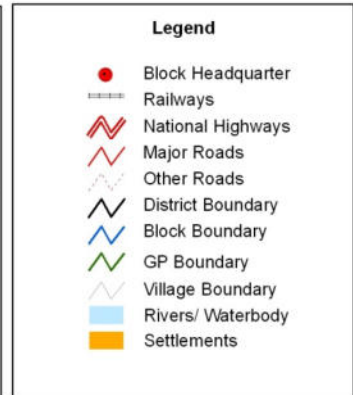 Legend
Block Headquarter
Railways
National Highways
Major Roads
Other Roads
District Boundary
Block Boundary
GP Boundary
Village Boundary
Rivers/ Waterbody
Settlements